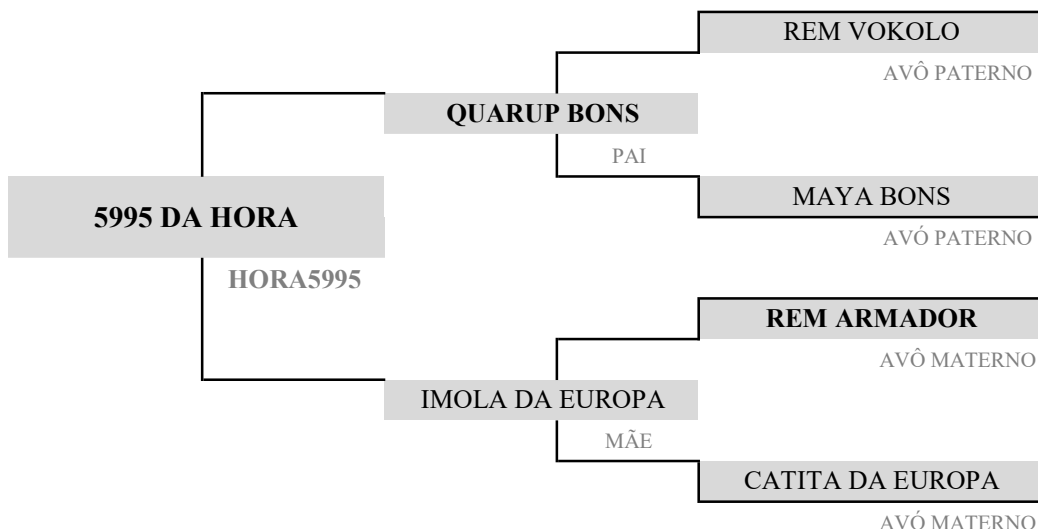 REM VOKOLO
AVÔ PATERNO
QUARUP BONS
PAI
MAYA BONS
AVÓ PATERNO
5995 DA HORA
HORA5995
REM ARMADOR
AVÔ MATERNO
IMOLA DA EUROPA
MÃE
CATITA DA EUROPA
AVÓ MATERNO